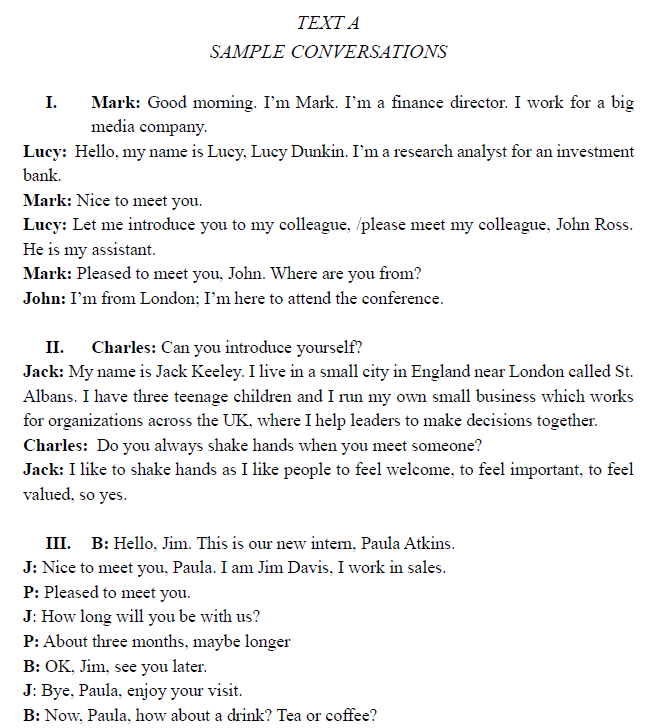 TEXT A
SAMPLE CONVERSATIONS
I. Mark: Good morning. I’m Mark. I’m a finance director. I work for a big
media company.
Lucy: Hello, my name is Lucy, Lucy Dunkin. I’m a research analyst for an investment
bank.
Mark: Nice to meet you.
Lucy: Let me introduce you to my colleague, /please meet my colleague, John Ross.
He is my assistant.
Mark: Pleased to meet you, John. Where are you from?
John: I’m from London; I’m here to attend the conference.
II. Charles: Can you introduce yourself?
Jack: My name is Jack Keeley. I live in a small city in England near London called St.
Albans. I have three teenage children and I run my own small business which works
for organizations across the UK, where I help leaders to make decisions together.
Charles: Do you always shake hands when you meet someone?
Jack: I like to shake hands as I like people to feel welcome, to feel important, to feel
valued, so yes.
III. B: Hello, Jim. This is our new intern, Paula Atkins.
J: Nice to meet you, Paula. I am Jim Davis, I work in sales.
P: Pleased to meet you.
J: How long will you be with us?
P: About three months, maybe longer
B: OK, Jim, see you later.
J: Bye, Paula, enjoy your visit.
B: Now, Paula, how about a drink? Tea or coffee?